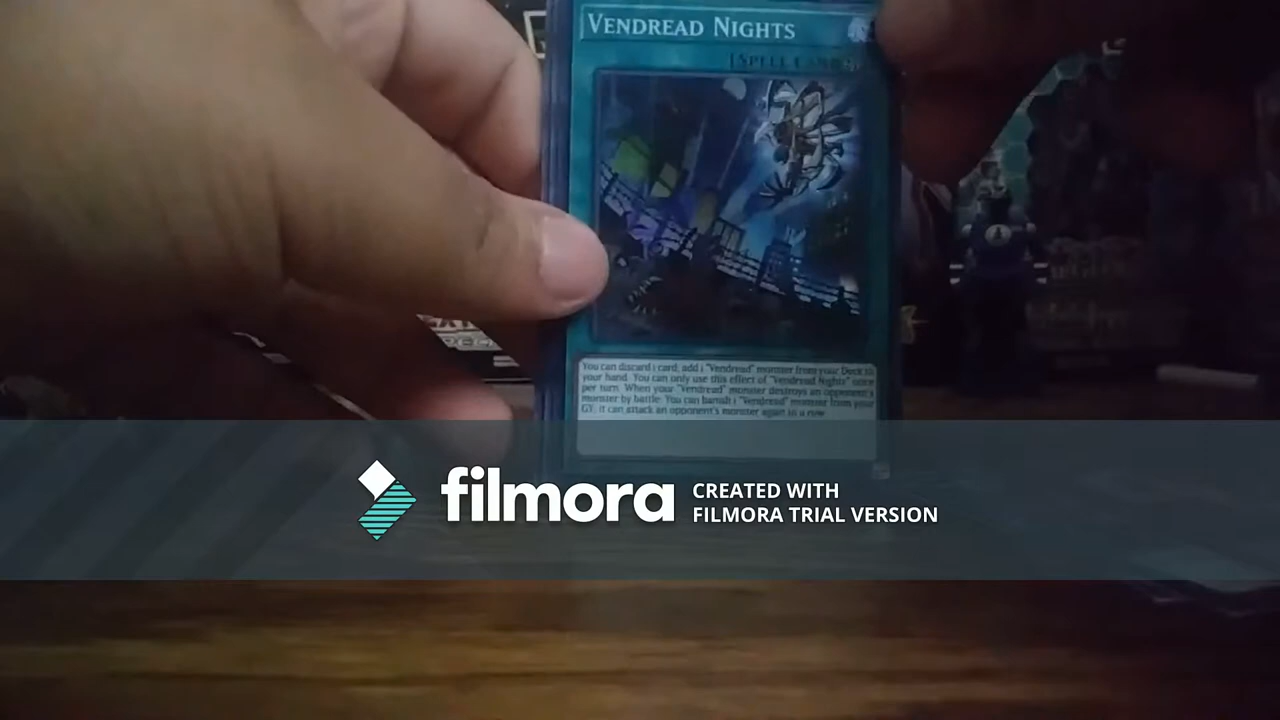 VENDREAD NIGHTS
[SPELL CARD
You can discard 1 card; add 1 "Vendread" monster from your Deck to
your hand. You can only use this effect of "Vendread Nights" once
per turn. When your "Vendread" monster destroys an opponent's
monster by battle: You can banish 1 "Vendread" monster from your
GY; it can attack an opponent's monster again in a row.
filmora
CREATED WITH
FILMORA TRIAL VERSION